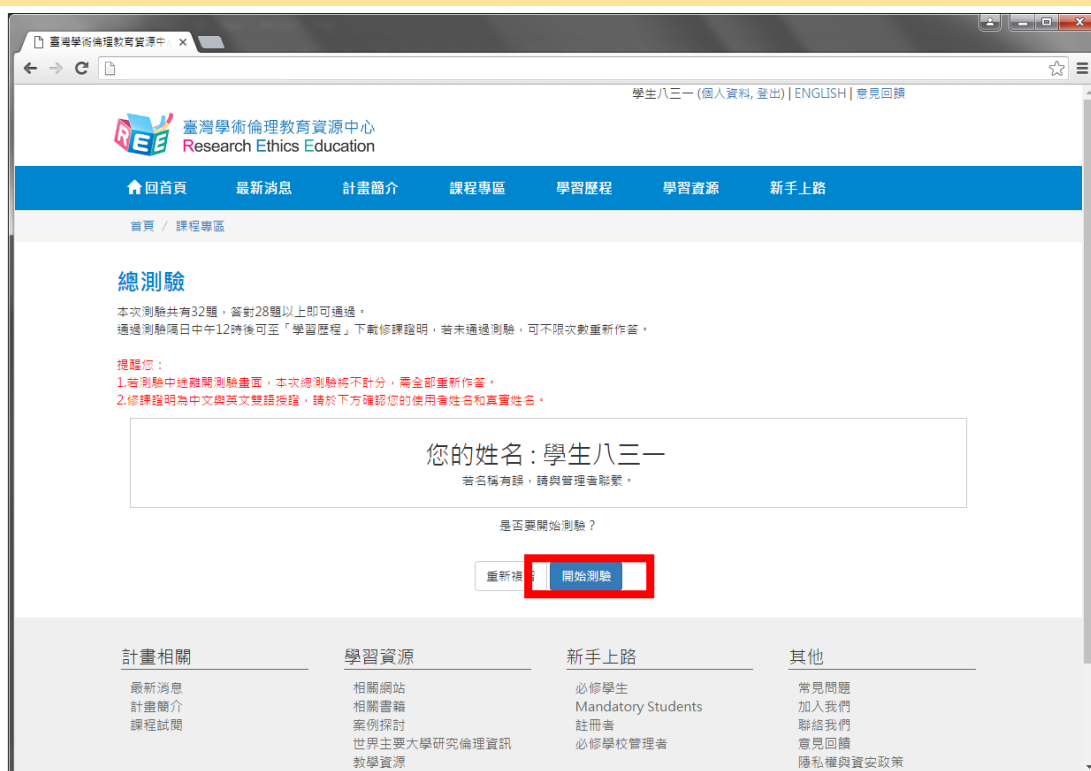 臺灣學術倫理教育資源中
學生八三一 (個人資料, 登出) | ENGLISH | 意見回饋
REE
臺灣學術倫理教育資源中心
Research Ethics Education
回首頁 最新消息 計畫簡介 課程專區 學習歷程 學習資源 新手上路
首頁 / 課程專區
總測驗
本次測驗共有32題，答對28題以上即可通過。
通過測驗隔日中午12時後可至「學習歷程」下載修課證明，若未通過測驗，可不限次數重新作答。
提醒您：
1.若測驗中途離開測驗畫面，本次總測驗將不計分，需全部重新作答。
2.修課證明為中文與英文雙語授證，請於下方確認您的使用者姓名和真實姓名。
您的姓名 : 學生八三一
若名稱有誤，請與管理者聯繫。
是否要開始測驗？
重新複習 開始測驗
計畫相關 學習資源 新手上路 其他
最新消息 相關網站 必修學生 常見問題
計畫簡介 相關書籍 Mandatory Students 加入我們
課程試閱 案例探討 註冊者 聯絡我們
世界主要大學研究倫理資訊 必修學校管理者 意見回饋
教學資源 隱私權與資安政策